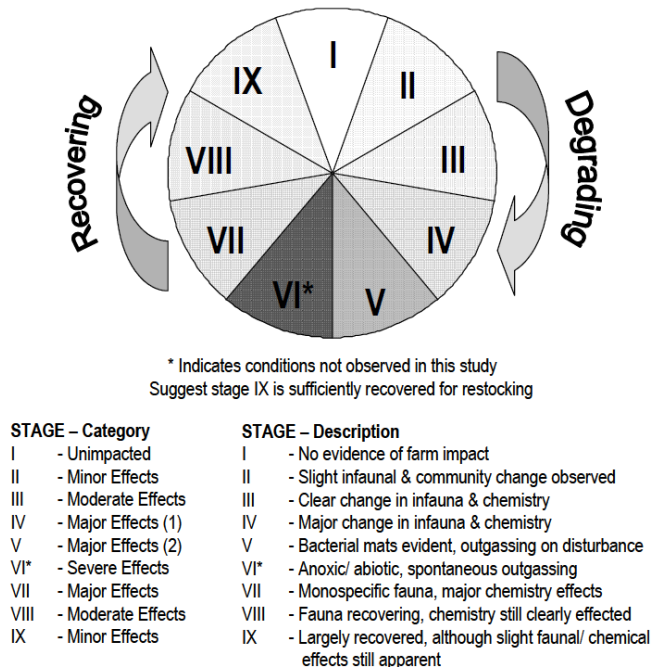 I
II
III
IV
V
VI*
VII
VIII
IX
Recovering
Degrading
* Indicates conditions not observed in this study
Suggest stage IX is sufficiently recovered for restocking
STAGE – Category
I - Unimpacted
II - Minor Effects
III - Moderate Effects
IV - Major Effects (1)
V - Major Effects (2)
VI* - Severe Effects
VII - Major Effects
VIII - Moderate Effects
IX - Minor Effects
STAGE – Description
I - No evidence of farm impact
II - Slight infaunal & community change observed
III - Clear change in infauna & chemistry
IV - Major change in infauna & chemistry
V - Bacterial mats evident, outgassing on disturbance
VI* - Anoxic/ abiotic, spontaneous outgassing
VII - Monospecific fauna, major chemistry effects
VIII - Fauna recovering, chemistry still clearly effected
IX - Largely recovered, although slight faunal/ chemical
effects still apparent